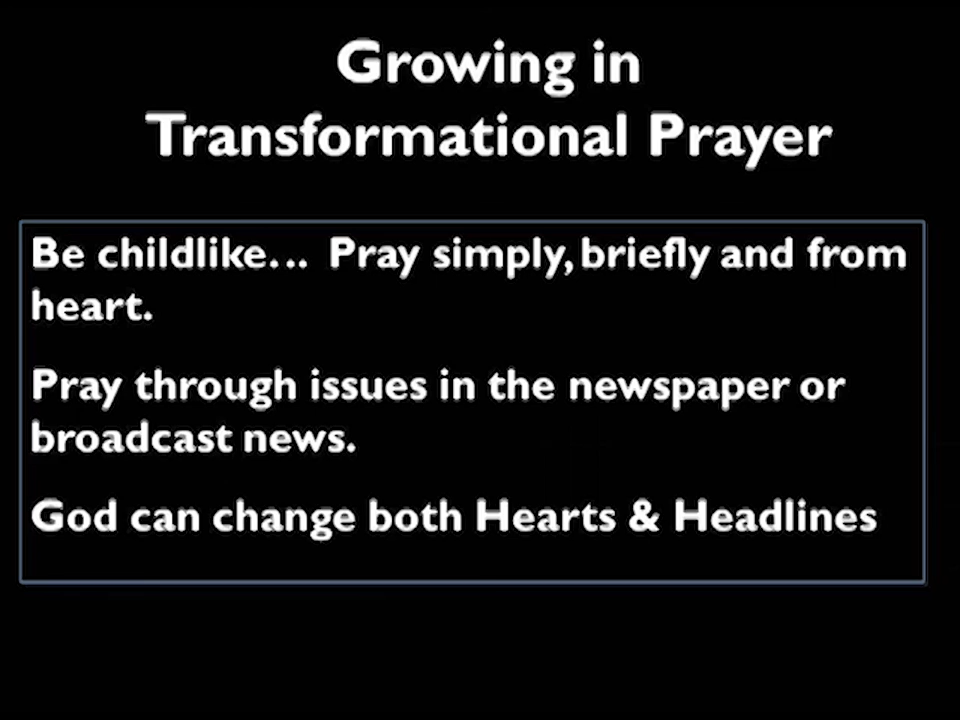 Growing in
Transformational Prayer
Be childlike... Pray simply, briefly and from
heart.
Pray through issues in the newspaper or
broadcast news.
God can change both Hearts & Headlines